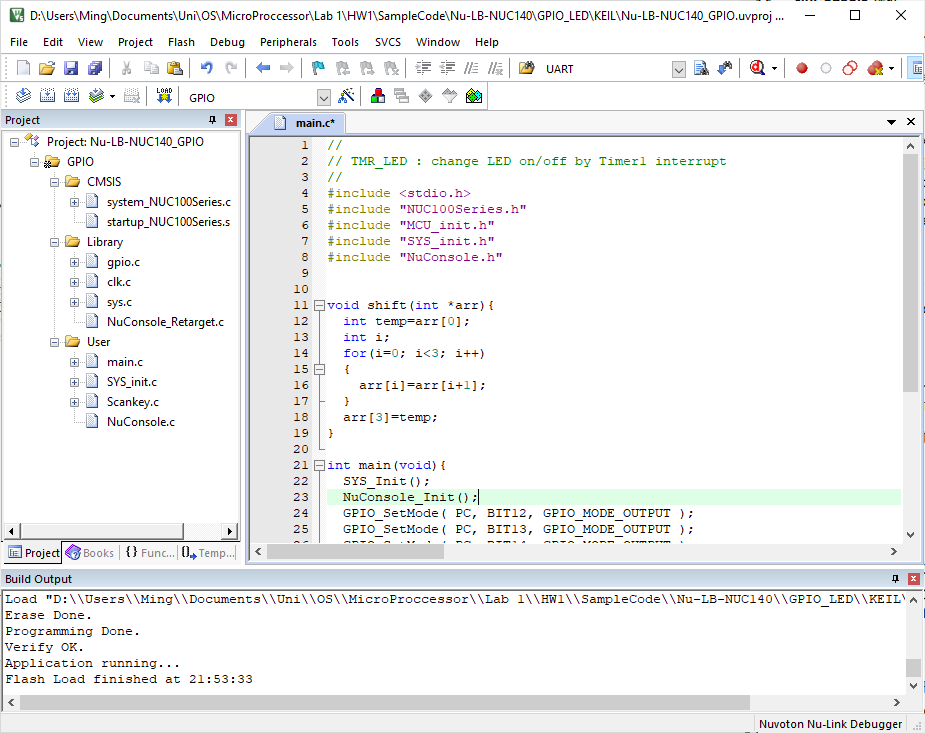 D:\Users\Ming\Documents\Uni\OS\MicroProccessor\Lab 1\HW1\SampleCode\Nu-LB-NUC140\GPIO_LED\KEIL\Nu-LB-NUC140_GPIO.uvproj ...
File Edit View Project Flash Debug Peripherals Tools SVCS Window Help
UART
LOAD
GPIO
Project
Project: Nu-LB-NUC140_GPIO
GPIO
CMSIS
system_NUC100Series.c
startup_NUC100Series.s
Library
gpio.c
clk.c
sys.c
NuConsole_Retarget.c
User
main.c
SYS_init.c
Scankey.c
NuConsole.c
Project Books {} Func... 0 Temp...
main.c*
1 //
2 // TMR_LED : change LED on/off by Timer1 interrupt
3 //
4 #include <stdio.h>
5 #include "NUC100Series.h"
6 #include "MCU_init.h"
7 #include "SYS_init.h"
8 #include "NuConsole.h"
9
10
11 void shift(int *arr){
12 int temp=arr[0];
13 int i;
14 for(i=0; i<3; i++)
15 {
16 arr[i]=arr[i+1];
17 }
18 arr[3]=temp;
19 }
20
21 int main(void){
22 SYS_Init();
23 NuConsole_Init();
24 GPIO_SetMode( PC, BIT12, GPIO_MODE_OUTPUT );
25 GPIO_SetMode( PC, BIT13, GPIO_MODE_OUTPUT );
Build Output
Load "D:\\Users\\Ming\\Documents\\Uni\\OS\\MicroProccessor\\Lab 1\\HW1\\SampleCode\\Nu-LB-NUC140\\GPIO_LED\\KEIL\
Erase Done.
Programming Done.
Verify OK.
Application running...
Flash Load finished at 21:53:33
Nuvoton Nu-Link Debugger